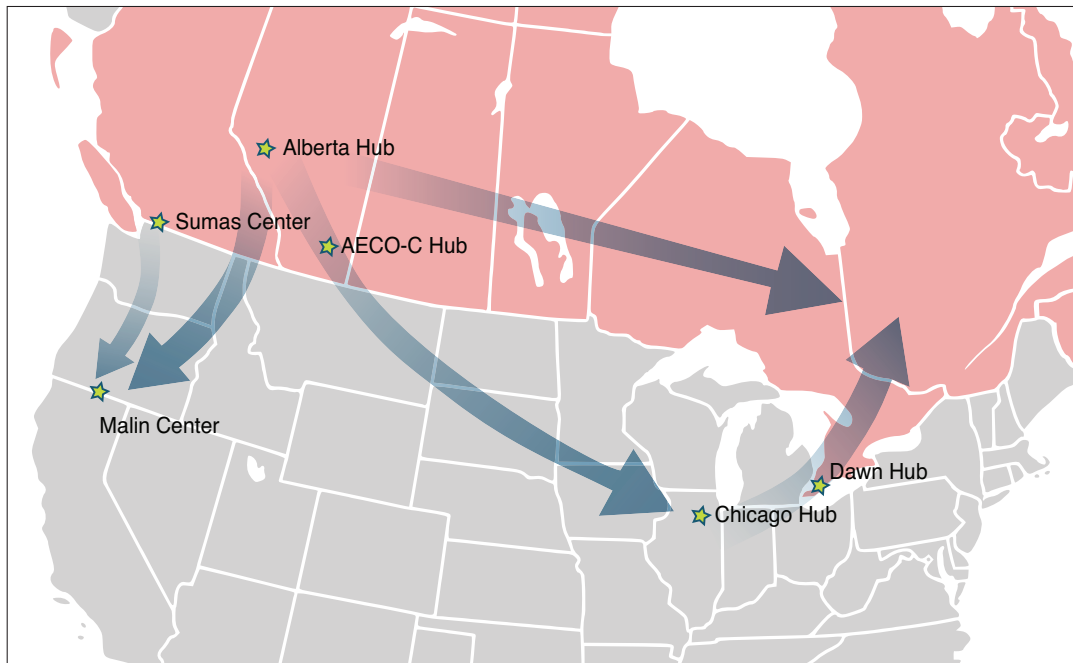 Alberta Hub
Sumas Center
AECO-C Hub
Malin Center
Dawn Hub
Chicago Hub